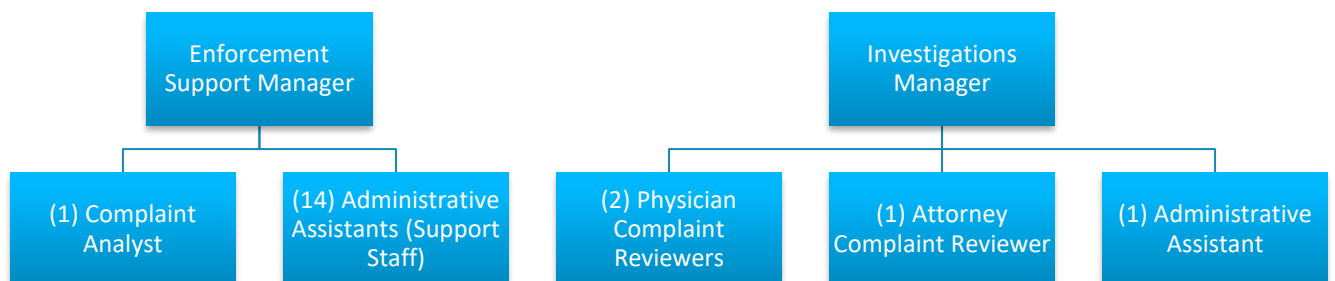 Enforcement
Support Manager
Investigations
Manager
(1) Complaint
Analyst
(14) Administrative
Assistants (Support
Staff)
(2) Physician
Complaint
Reviewers
(1) Attorney
Complaint Reviewer
(1) Administrative
Assistant